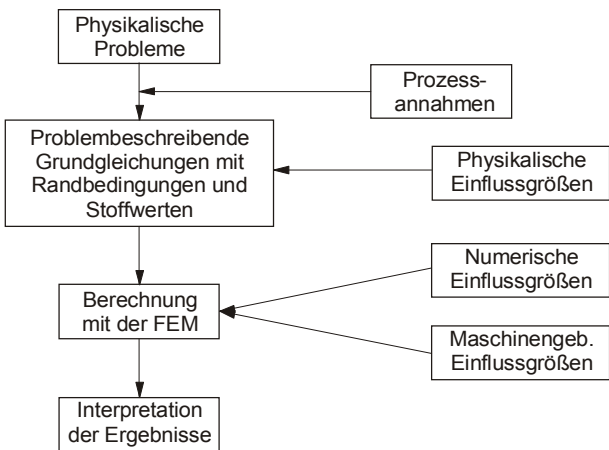 Physikalische
Probleme
Prozess-
annahmen
Problembeschreibende
Grundgleichungen mit
Randbedingungen und
Stoffwerten
Physikalische
Einflussgrößen
Numerische
Einflussgrößen
Berechnung
mit der FEM
Maschinengeb.
Einflussgrößen
Interpretation
der Ergebnisse